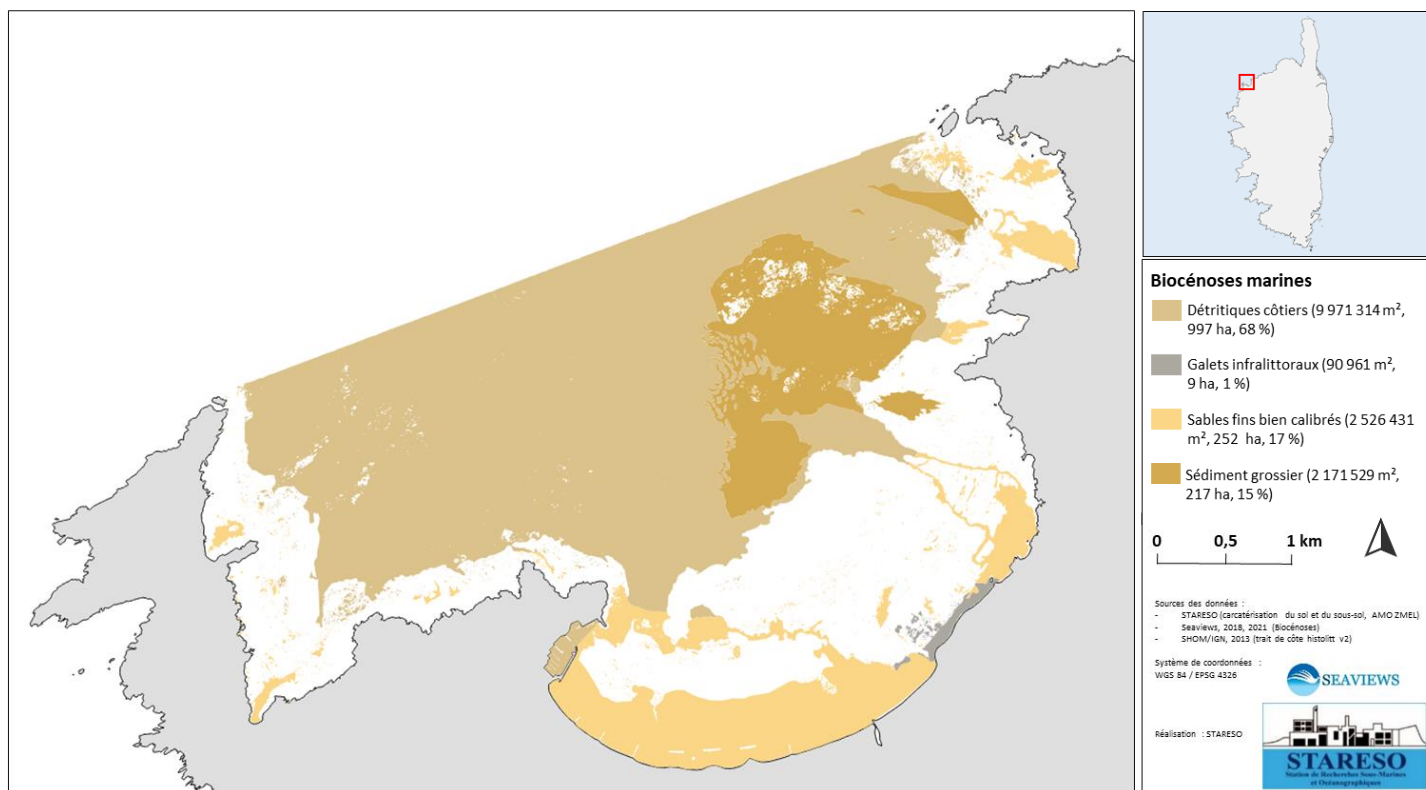 Biocénoses marines
Détritiques côtiers (9 971 314 m²,
997 ha, 68 %)
Galets infralittoraux (90 961 m²,
9 ha, 1 %)
Sables fins bien calibrés (2 526 431
m², 252 ha, 17 %)
Sédiment grossier (2 171 529 m²,
217 ha, 15 %)
0 0,5 1 km
Sources des données :
- STARESO (carcatérisation du sol et du sous-sol, AMO ZMEL)
- Seaviews, 2018, 2021 (Biocénoses)
- SHOM/IGN, 2013 (trait de côte histolitt v2)
Système de coordonnées :
WGS 84 / EPSG 4326
SEAVIEWS
Réalisation : STARESO
STARESO
Station de Recherches Sous-Marines
et Océanographiques